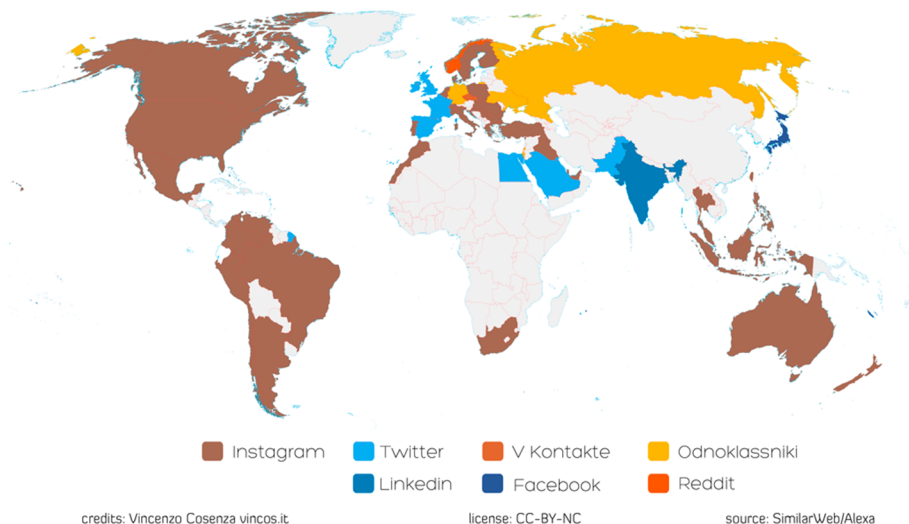 Instagram Twitter V Kontakte Odnoklassniki
Linkedin Facebook Reddit
credits: Vincenzo Cosenza vincos.it license: CC-BY-NC source: SimilarWeb/Alexa